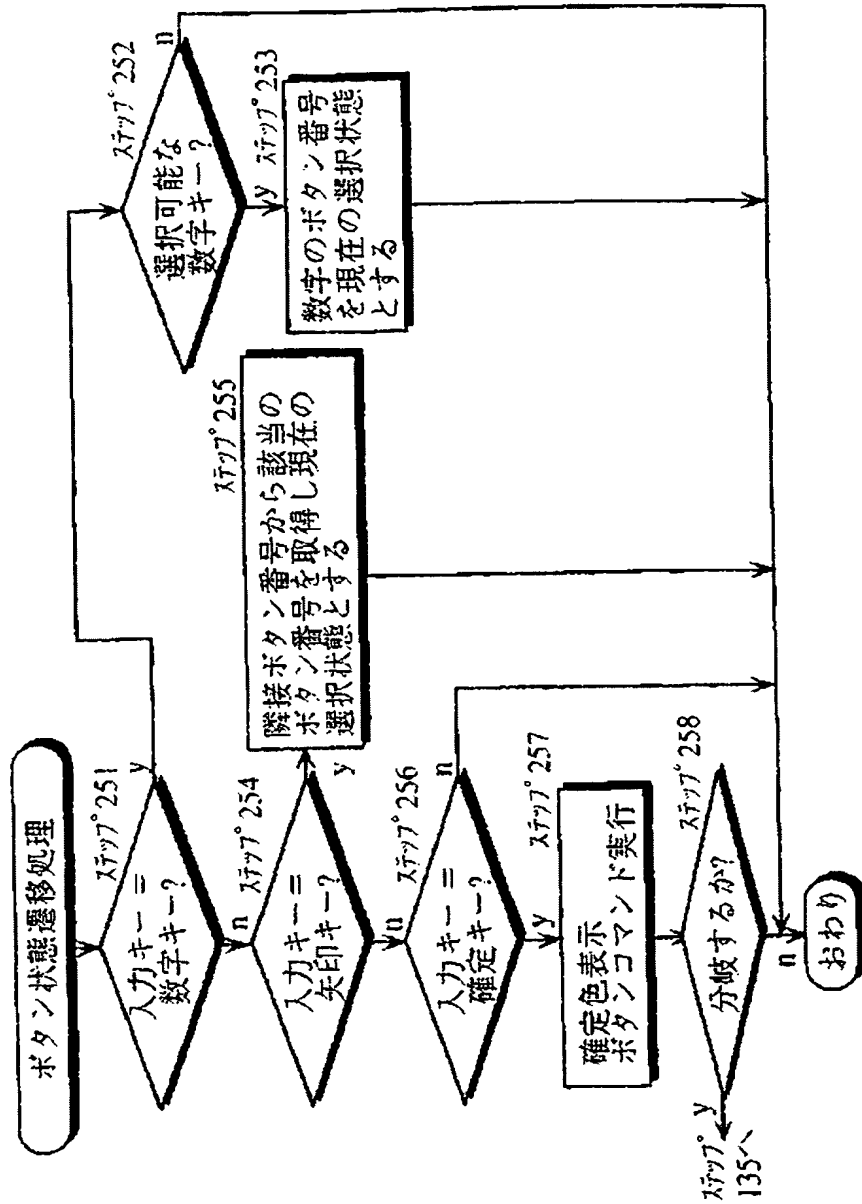 ボタン状態遷移処理
ステップ251
入力キー＝
数字キー?
y
n
ステップ252
選択可能な
数字キー?
n
y
ステップ253
数字のボタン番号
を現在の選択状態
とする
ステップ254
入力キー＝
矢印キー?
y
n
ステップ255
隣接ボタン番号から該当の
ボタン番号を取得し現在の
選択状態とする
ステップ256
入力キー＝
確定キー?
n
y
ステップ257
確定色表示
ボタンコマンド実行
ステップ258
分岐するか?
y
ステップ
135へ
n
おわり